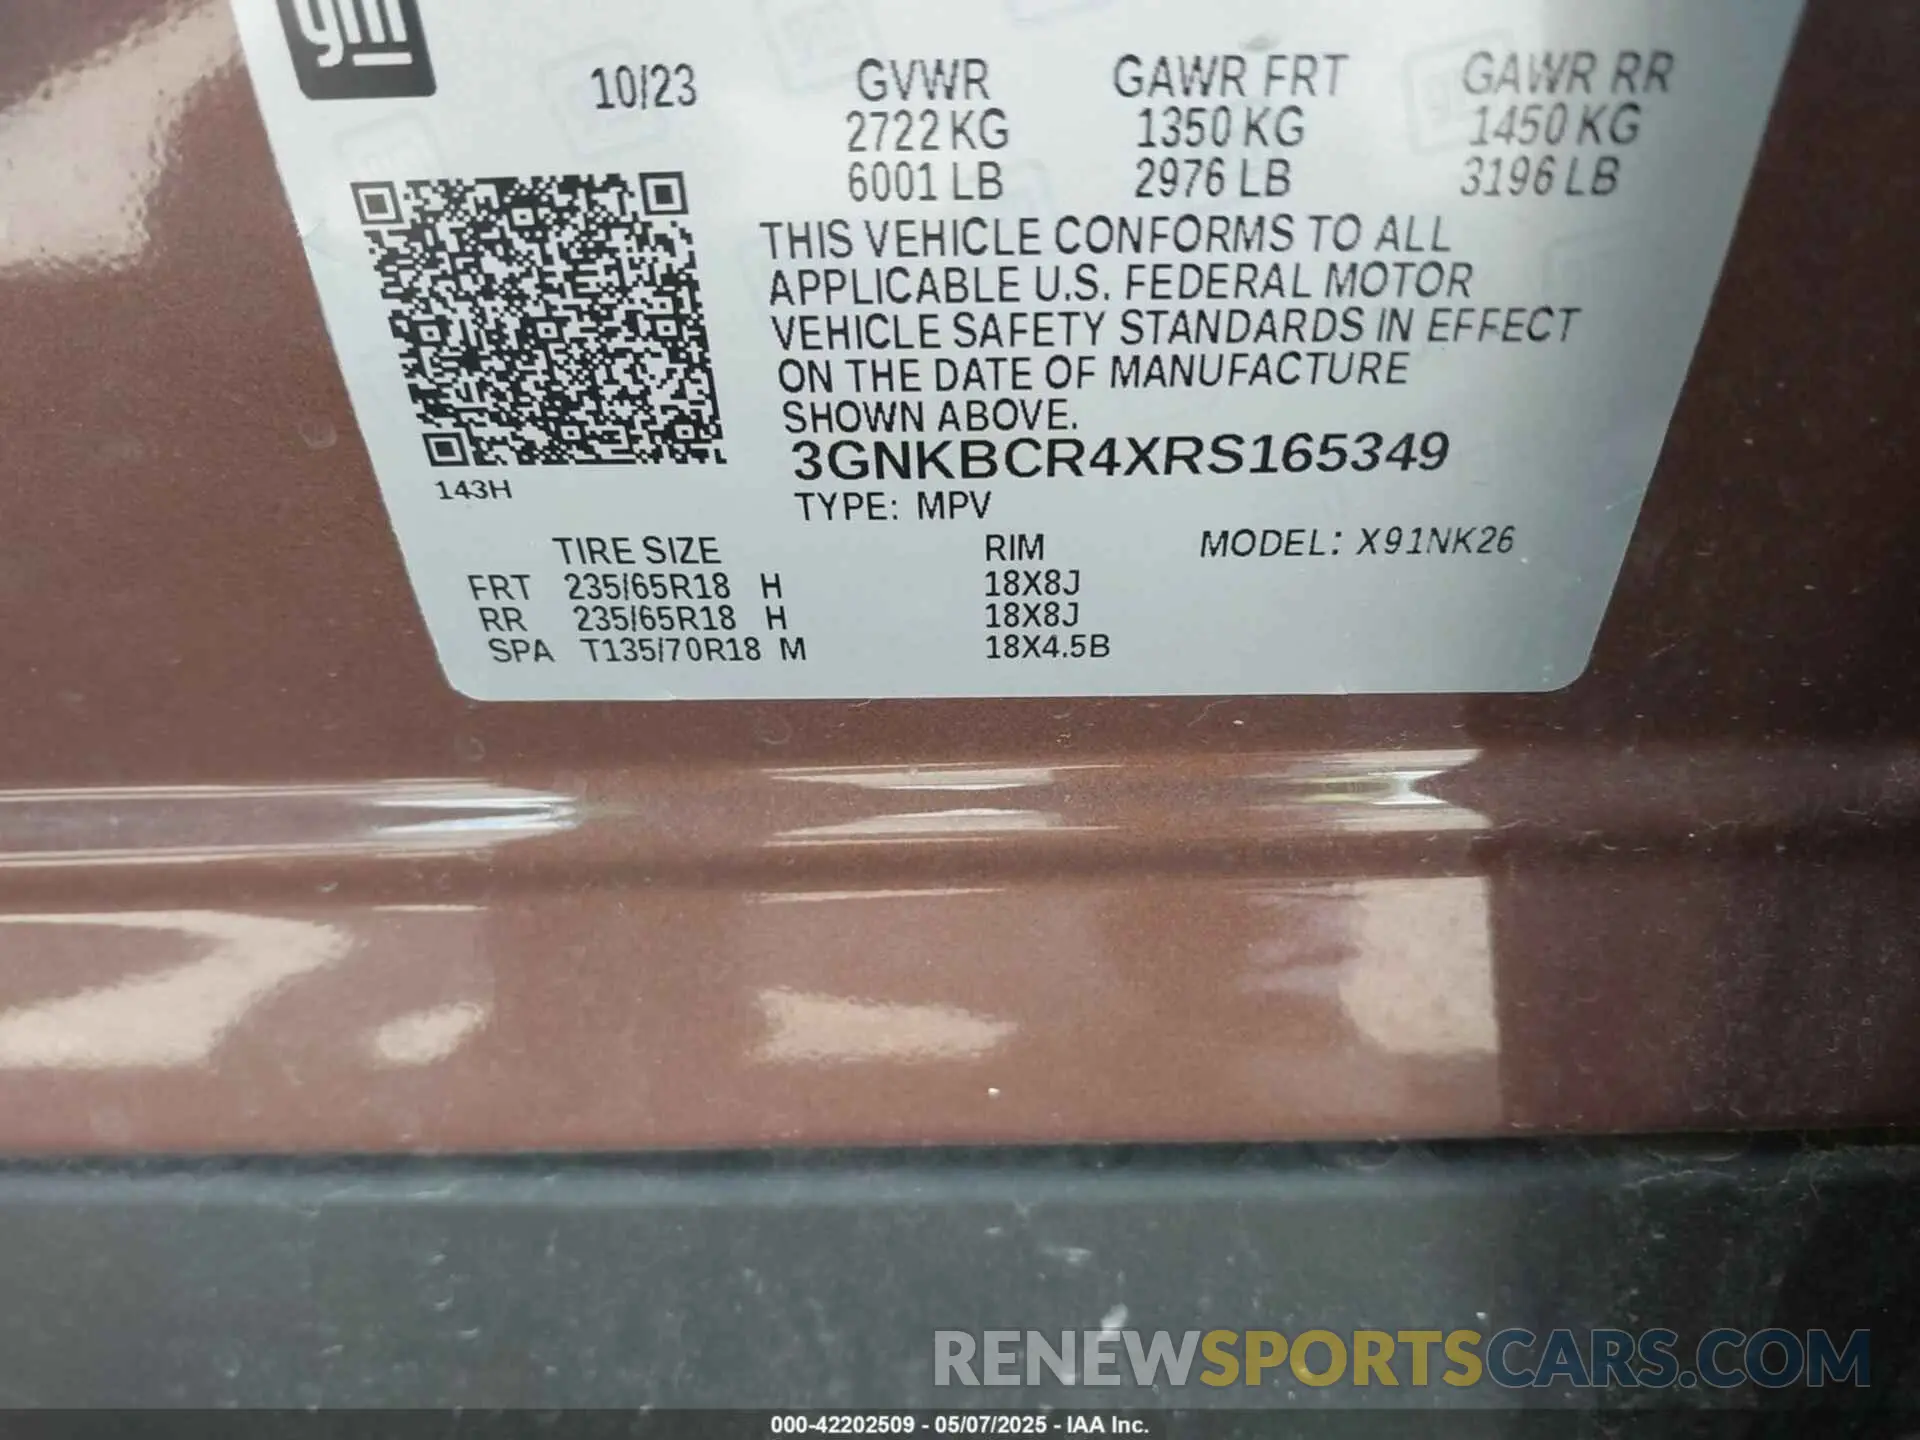 gm
10/23 GVWR GAWR FRT GAWR RR
2722 KG 1350 KG 1450 KG
6001 LB 2976 LB 3196 LB
THIS VEHICLE CONFORMS TO ALL
APPLICABLE U.S. FEDERAL MOTOR
VEHICLE SAFETY STANDARDS IN EFFECT
ON THE DATE OF MANUFACTURE
SHOWN ABOVE.
3GNKBCR4XRS165349
143H
TYPE: MPV
TIRE SIZE RIM MODEL: X91NK26
FRT 235/65R18 H 18X8J
RR 235/65R18 H 18X8J
SPA T135/70R18 M 18X4.5B
RENEWSPORTSCARS.COM
000-42202509 - 05/07/2025 - IAA Inc.